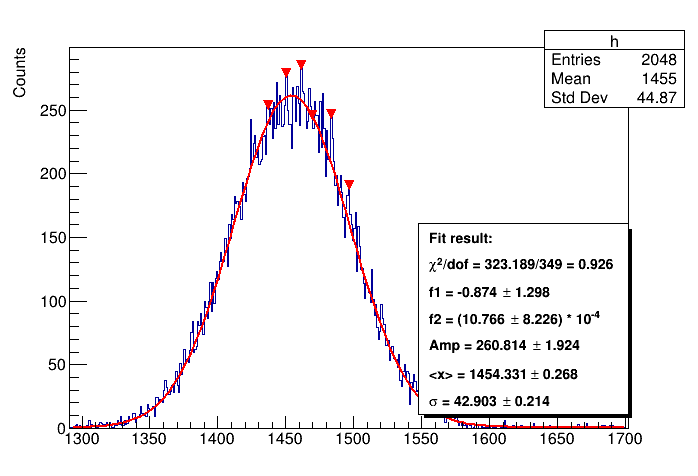 h
Entries 2048
Mean 1455
Std Dev 44.87
Counts
250
200
150
100
50
0
Fit result:
χ²/dof = 323.189/349 = 0.926
f1 = -0.874 ± 1.298
f2 = (10.766 ± 8.226) * 10⁻⁴
Amp = 260.814 ± 1.924
<x> = 1454.331 ± 0.268
σ = 42.903 ± 0.214
1300 1350 1400 1450 1500 1550 1600 1650 1700